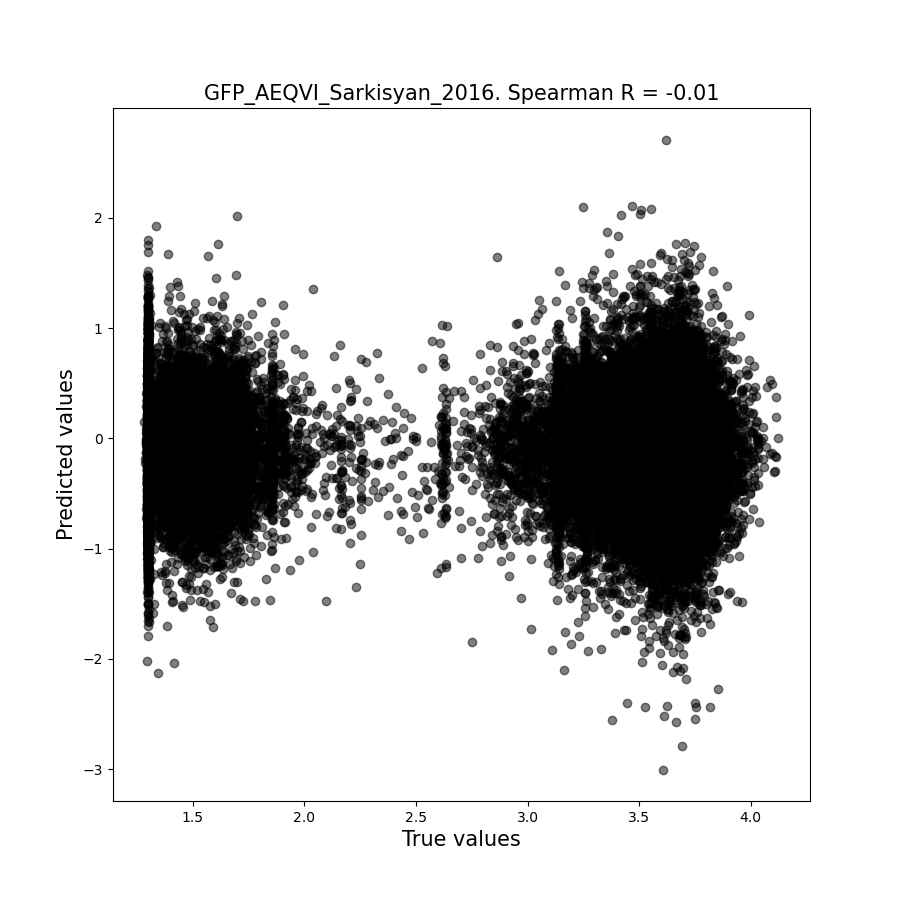 GFP_AEQVI_Sarkisyan_2016. Spearman R = -0.01
Predicted values
2
1
0
−1
−2
−3
1.5 2.0 2.5 3.0 3.5 4.0
True values